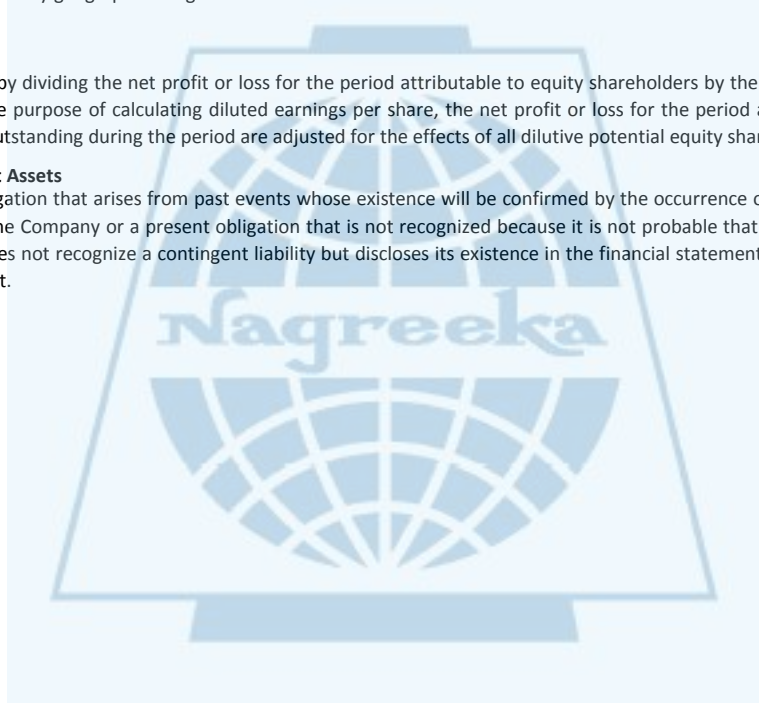 by dividing the net profit or loss for the period attributable to equity shareholders by the
e purpose of calculating diluted earnings per share, the net profit or loss for the period
utstanding during the period are adjusted for the effects of all dilutive potential equity
Assets
gation that arises from past events whose existence will be confirmed by the occurrence
he Company or a present obligation that is not recognized because it is not probable that
es not recognize a contingent liability but discloses its existence in the financial
t.
Nagreeka